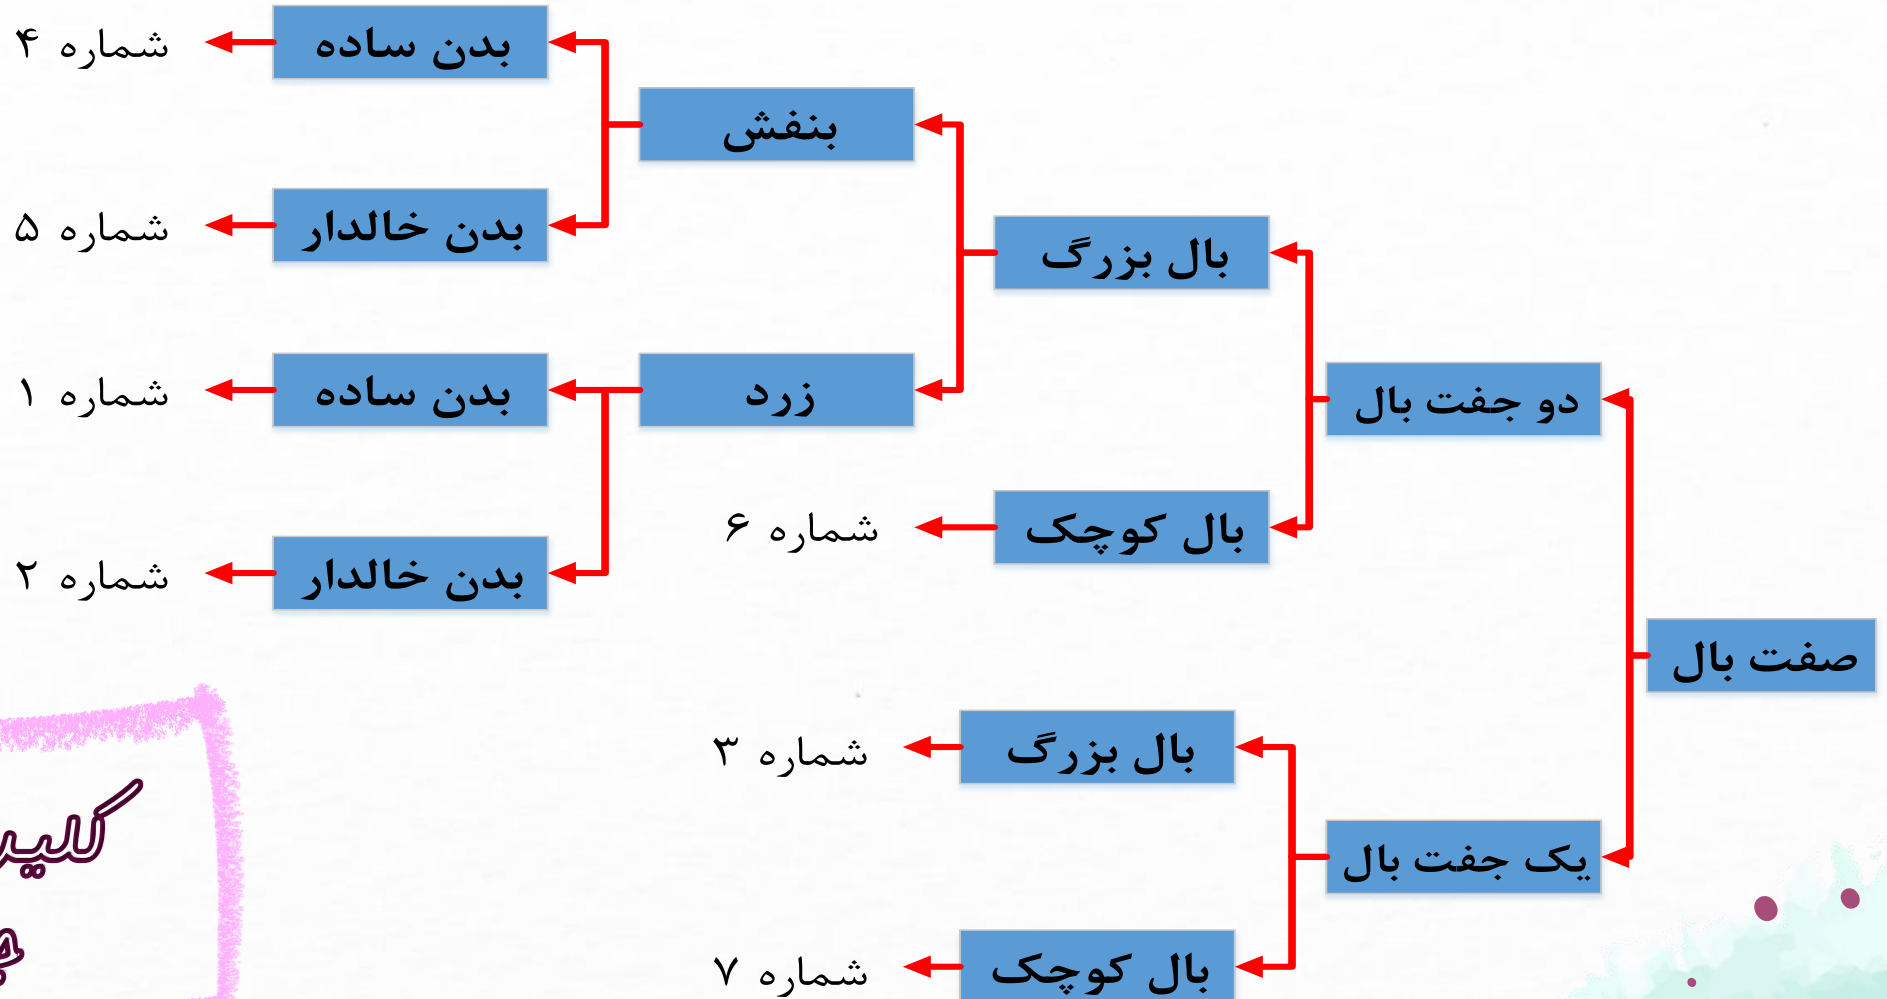 صفت بال
دو جفت بال
یک جفت بال
بال بزرگ
بال کوچک
شماره ۶
بنفش
زرد
بدن ساده
شماره ۴
بدن خالدار
شماره ۵
بدن ساده
شماره ۱
بدن خالدار
شماره ۲
بال بزرگ
شماره ۳
بال کوچک
شماره ۷